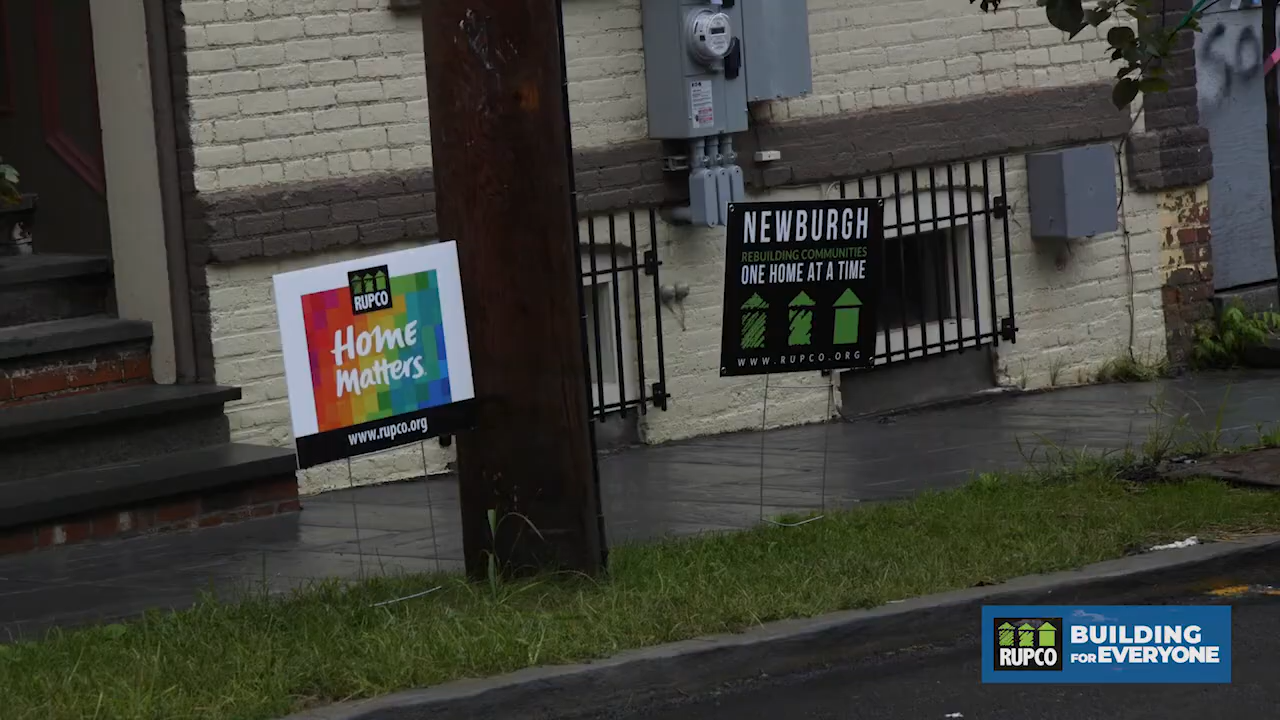 RUPCO
Home
Matters
www.rupco.org
NEWBURGH
REBUILDING COMMUNITIES
ONE HOME AT A TIME
WWW.RUPCO.ORG
GO
RUPCO
BUILDING
FOR EVERYONE